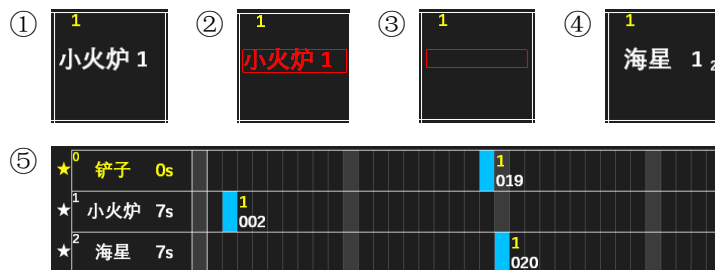 ① 1 ② 1 ③ 1 ④ 1
小火炉 1 小火炉 1 海星 1 2
⑤ 0 铲子 0s 1 019
1 小火炉 7s 1 002
2 海星 7s 1 020